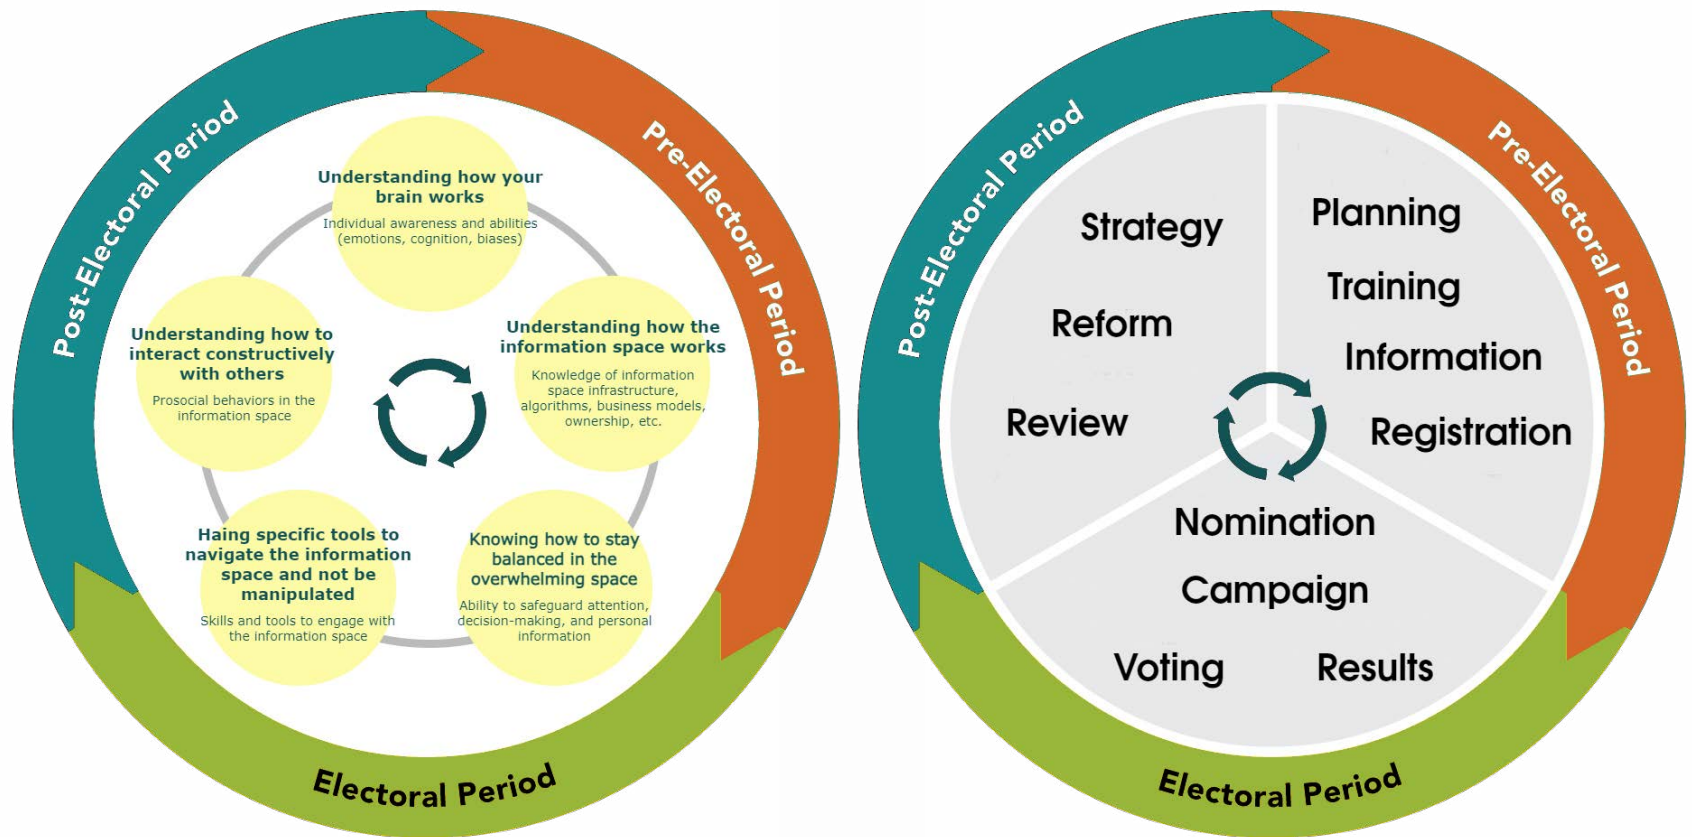 Post-Electoral Period
Pre-Electoral Period
Electoral Period
Understanding how your
brain works
Individual awareness and abilities
(emotions, cognition, biases)
Understanding how the
information space works
Knowledge of information
space infrastructure,
algorithms, business models,
ownership, etc.
Knowing how to stay
balanced in the
overwhelming space
Ability to safeguard attention,
decision-making, and personal
information
Haing specific tools to
navigate the information
space and not be
manipulated
Skills and tools to engage with
the information space
Understanding how to
interact constructively
with others
Prosocial behaviors in the
information space
Post-Electoral Period
Pre-Electoral Period
Electoral Period
Strategy
Reform
Review
Planning
Training
Information
Registration
Nomination
Campaign
Voting Results